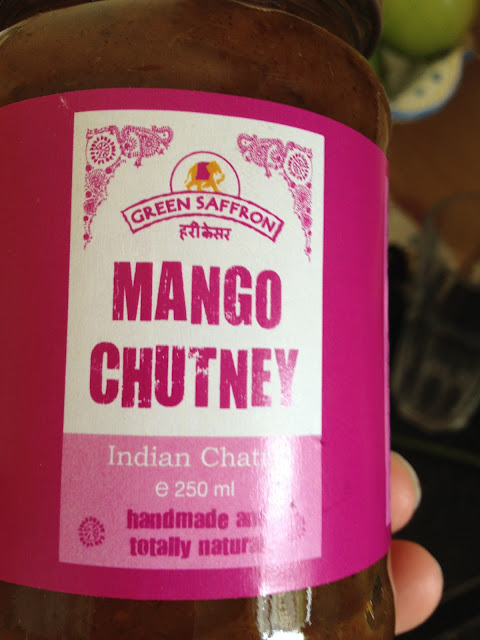 GREEN SAFFRON
हरी केसर
MANGO
CHUTNEY
Indian
℮ 250 ml
handmade
totally